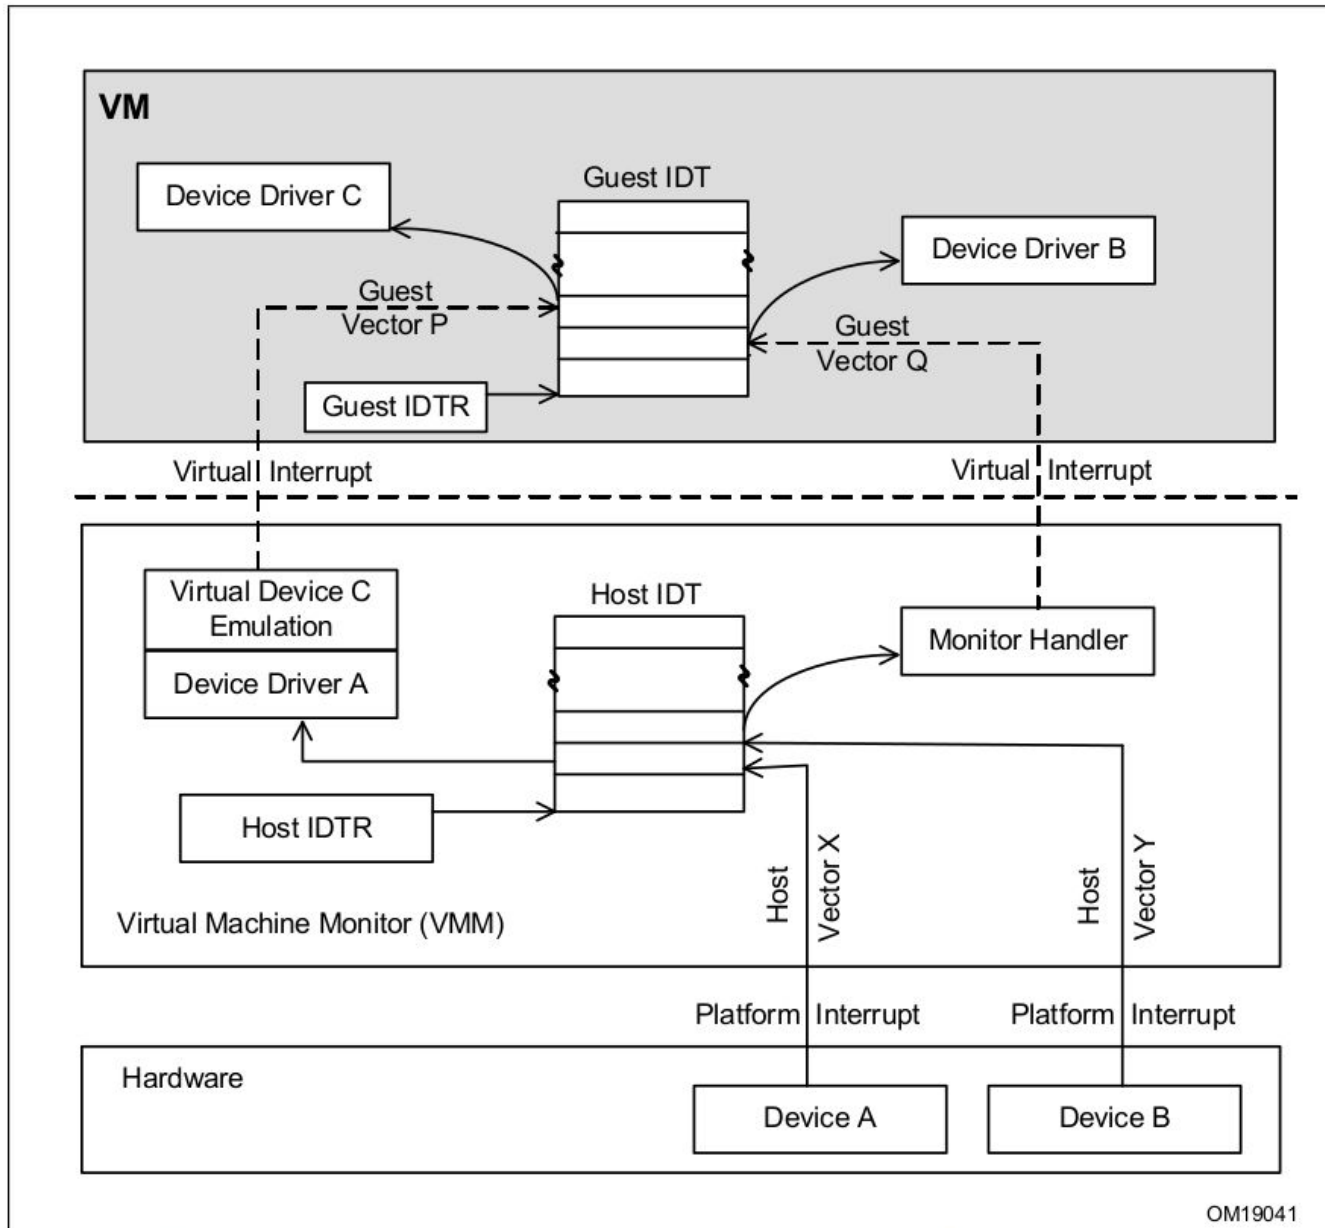 VM
Device Driver C
Guest IDT
Device Driver B
Guest
Vector P
Guest
Vector Q
Guest IDTR
Virtual Interrupt
Virtual Interrupt
Virtual Device C
Emulation
Device Driver A
Host IDT
Monitor Handler
Host IDTR
Host
Vector X
Host
Vector Y
Virtual Machine Monitor (VMM)
Platform Interrupt
Platform Interrupt
Hardware
Device A
Device B
OM19041